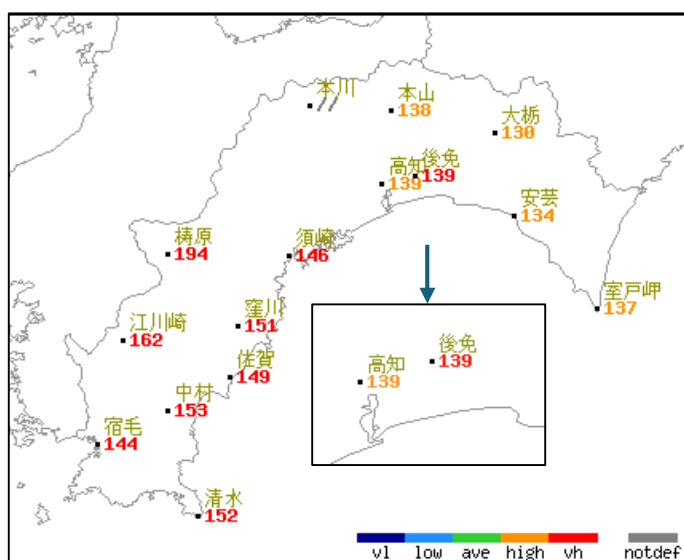 本川
//
本山
138
大栃
130
高知
139
後免
139
安芸
134
梼原
194
須崎
146
室戸岬
137
江川崎
162
窪川
151
佐賀
149
中村
153
宿毛
144
清水
152
高知
139
後免
139
vl low ave high vh notdef